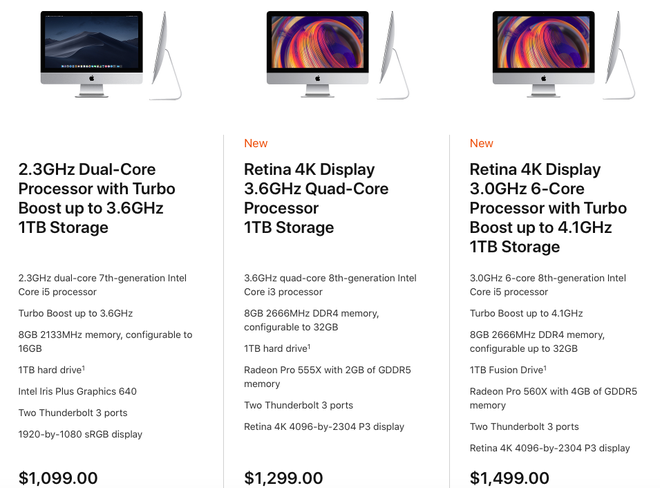 2.3GHz Dual-Core
Processor with Turbo
Boost up to 3.6GHz
1TB Storage
2.3GHz dual-core 7th-generation Intel
Core i5 processor
Turbo Boost up to 3.6GHz
8GB 2133MHz memory, configurable to
16GB
1TB hard drive¹
Intel Iris Plus Graphics 640
Two Thunderbolt 3 ports
1920-by-1080 sRGB display
$1,099.00
New
Retina 4K Display
3.6GHz Quad-Core
Processor
1TB Storage
3.6GHz quad-core 8th-generation Intel
Core i3 processor
8GB 2666MHz DDR4 memory,
configurable to 32GB
1TB hard drive¹
Radeon Pro 555X with 2GB of GDDR5
memory
Two Thunderbolt 3 ports
Retina 4K 4096-by-2304 P3 display
$1,299.00
New
Retina 4K Display
3.0GHz 6-Core
Processor with Turbo
Boost up to 4.1GHz
1TB Storage
3.0GHz 6-core 8th-generation Intel
Core i5 processor
Turbo Boost up to 4.1GHz
8GB 2666MHz DDR4 memory,
configurable up to 32GB
1TB Fusion Drive¹
Radeon Pro 560X with 4GB of GDDR5
memory
Two Thunderbolt 3 ports
Retina 4K 4096-by-2304 P3 display
$1,499.00